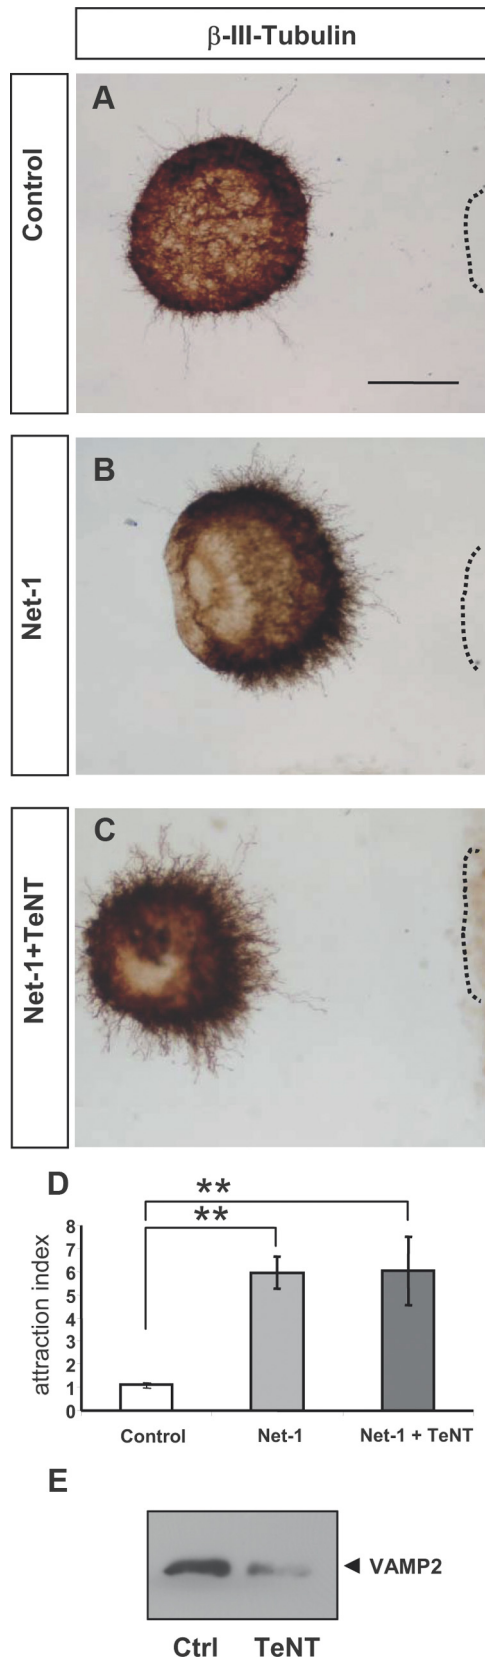 β-III-Tubulin
Control
A
Net-1
B
Net-1+TeNT
C
D
**
**
attraction index
8
7
6
5
4
3
2
1
0
Control Net-1 Net-1 + TeNT
E
VAMP2
Ctrl TeNT